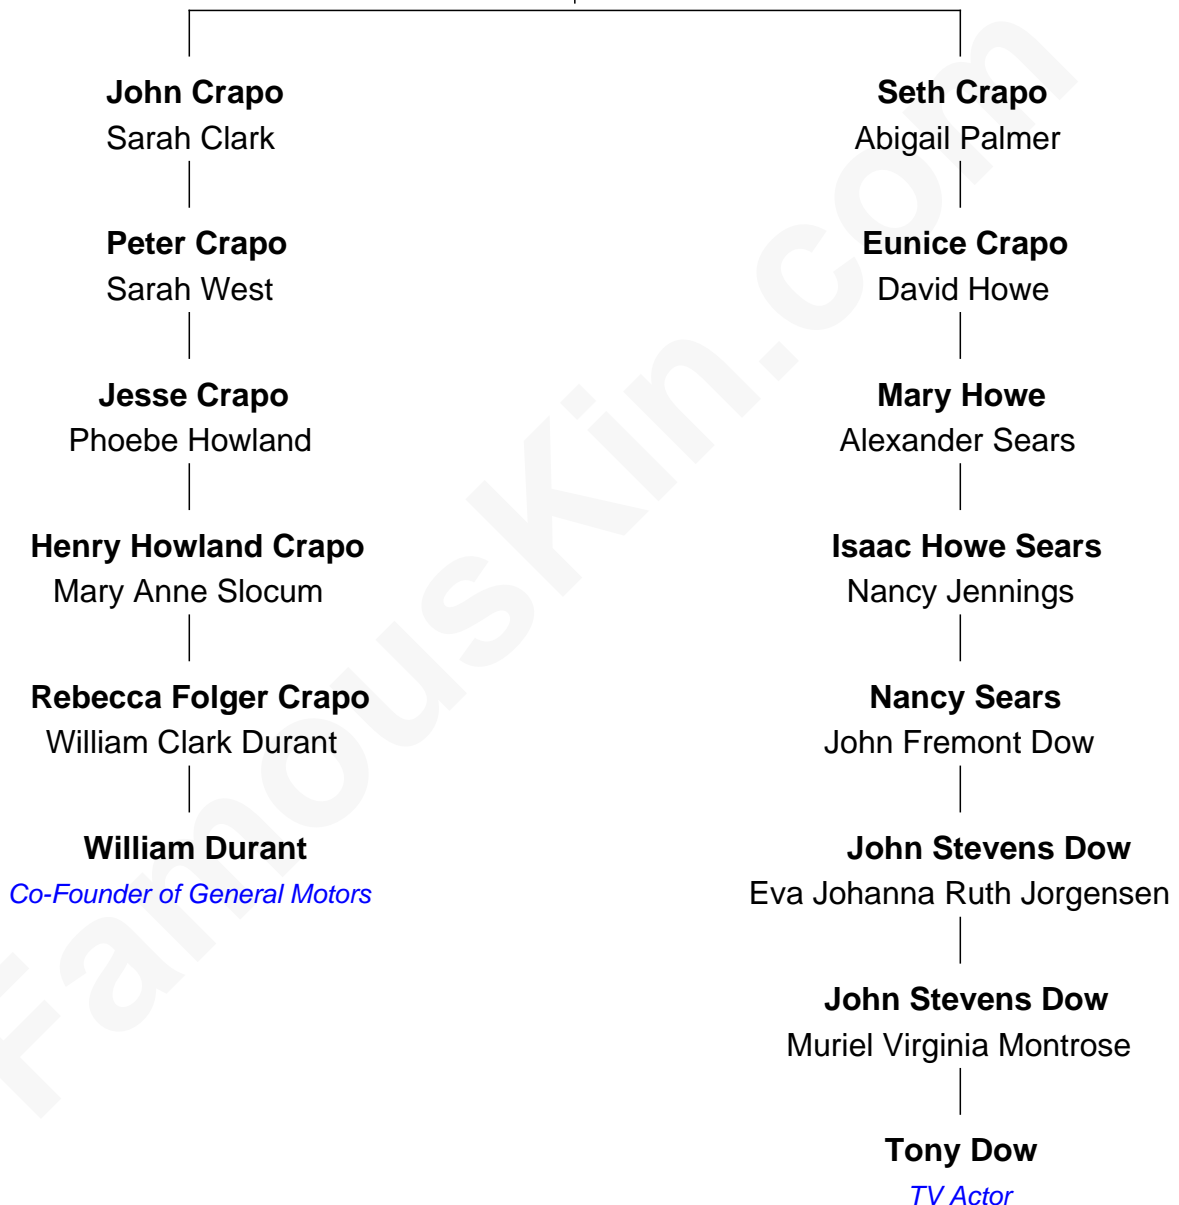 John Crapo
Sarah Clark
Peter Crapo
Sarah West
Jesse Crapo
Phoebe Howland
Henry Howland Crapo
Mary Anne Slocum
Rebecca Folger Crapo
William Clark Durant
William Durant
Co-Founder of General Motors
Seth Crapo
Abigail Palmer
Eunice Crapo
David Howe
Mary Howe
Alexander Sears
Isaac Howe Sears
Nancy Jennings
Nancy Sears
John Fremont Dow
John Stevens Dow
Eva Johanna Ruth Jorgensen
John Stevens Dow
Muriel Virginia Montrose
Tony Dow
TV Actor
FamousKin.com